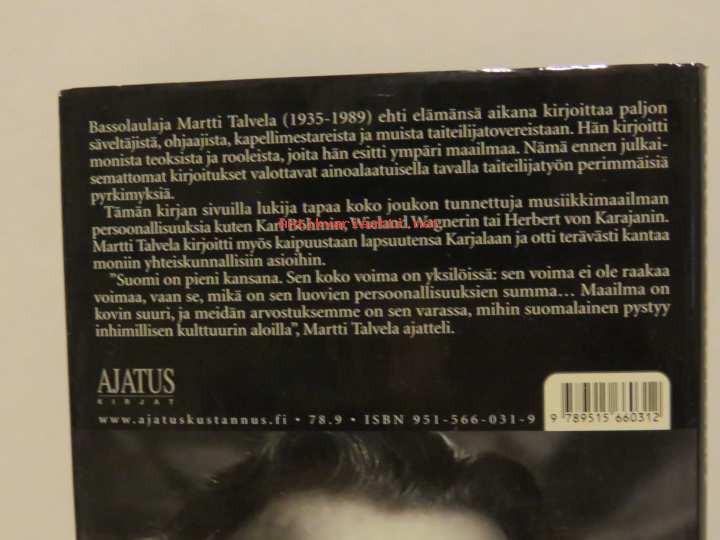 Bassolaulaja Martti Talvela (1935-1989) ehti elämänsä aikana kirjoittaa paljon
säveltäjistä, ohjaajista, kapellimestareista ja muista taiteilijatovereistaan. Hän kirjoitti
monista teoksista ja rooleista, joita hän esitti ympäri maailmaa. Nämä ennen julkai-
semattomat kirjoitukset valottavat ainoalaatuisella tavalla taiteilijatyön perimmäisiä
pyrkimyksiä.
Tämän kirjan sivuilla lukija tapaa koko joukon tunnettuja musiikkimaailman
persoonallisuuksia kuten Karl Böhmin, Wieland Wagnerin tai Herbert von Karajanin.
Martti Talvela kirjoitti myös kaipuustaan lapsuutensa Karjalaan ja otti terävästi kantaa
moniin yhteiskunnallisiin asioihin.
"Suomi on pieni kansana. Sen koko voima on yksilöissä: sen voima ei ole raakaa
voimaa, vaan se, mikä on sen luovien persoonallisuuksien summa… Maailma on
kovin suuri, ja meidän arvostuksemme on sen varassa, mihin suomalainen pystyy
inhimillisen kulttuurin aloilla", Martti Talvela ajatteli.
AJATUS
KIRJAT
www.ajatuskustannus.fi • 78.9 • ISBN 951-566-031-9
9 789515 660312